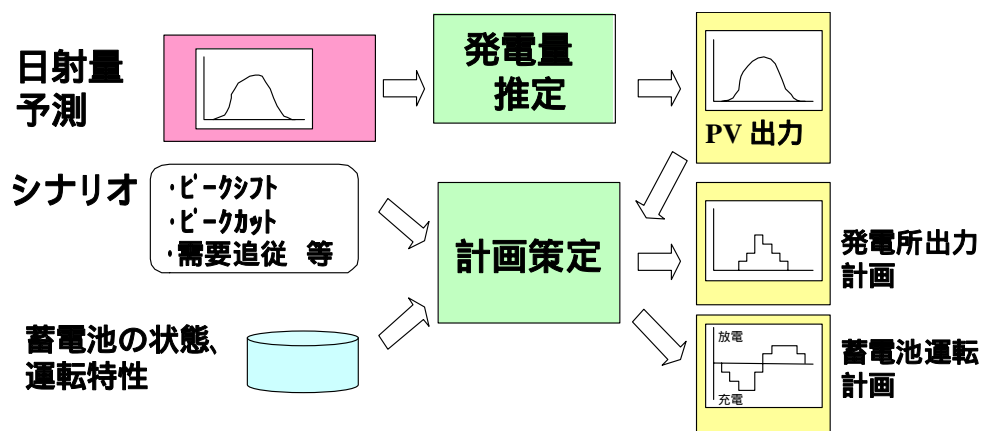 日射量
予測
発電量
推定
PV 出力
シナリオ
・ﾋﾟｰｸｼﾌﾄ
・ﾋﾟｰｸｶｯﾄ
・需要追従 等
計画策定
発電所出力
計画
蓄電池の状態、
運転特性
放電
充電
蓄電池運転
計画